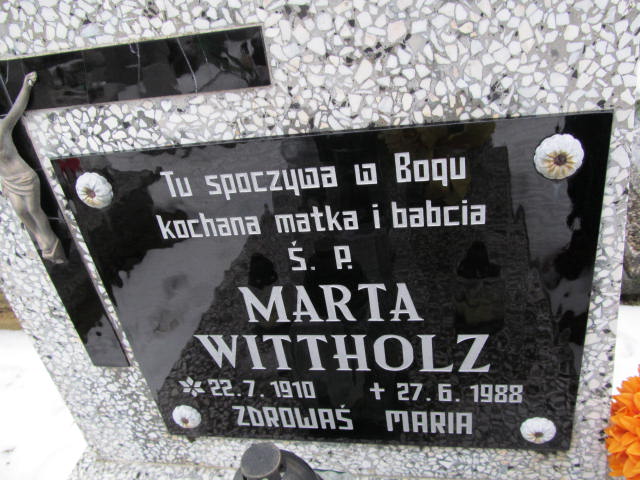 Tu spoczywa w Bogu
kochana matka i babcia
Ś. P.
MARTA
WITTHOLZ
22.7.1910 + 27.6.1988
ZDROWAŚ MARIA